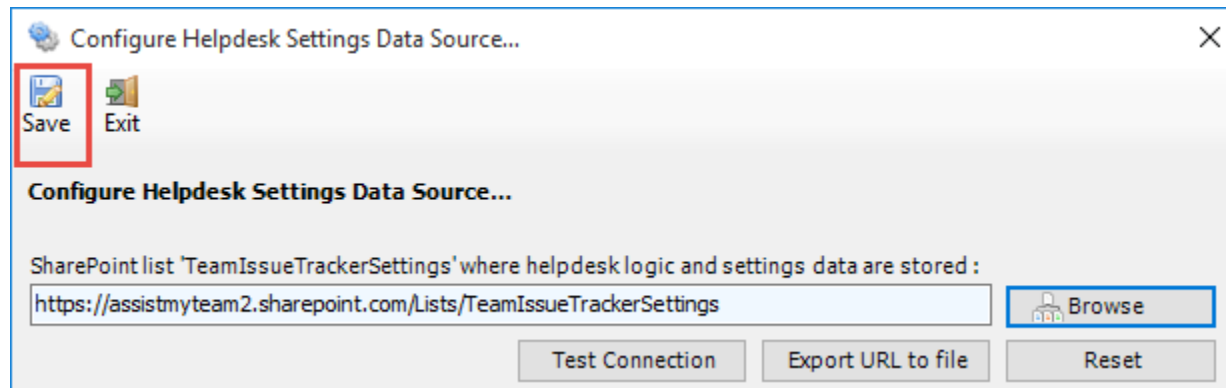 Configure Helpdesk Settings Data Source...
Save Exit
Configure Helpdesk Settings Data Source...
SharePoint list 'TeamIssueTrackerSettings' where helpdesk logic and settings data are stored :
https://assistmyteam2.sharepoint.com/Lists/TeamIssueTrackerSettings Browse
Test Connection Export URL to file Reset